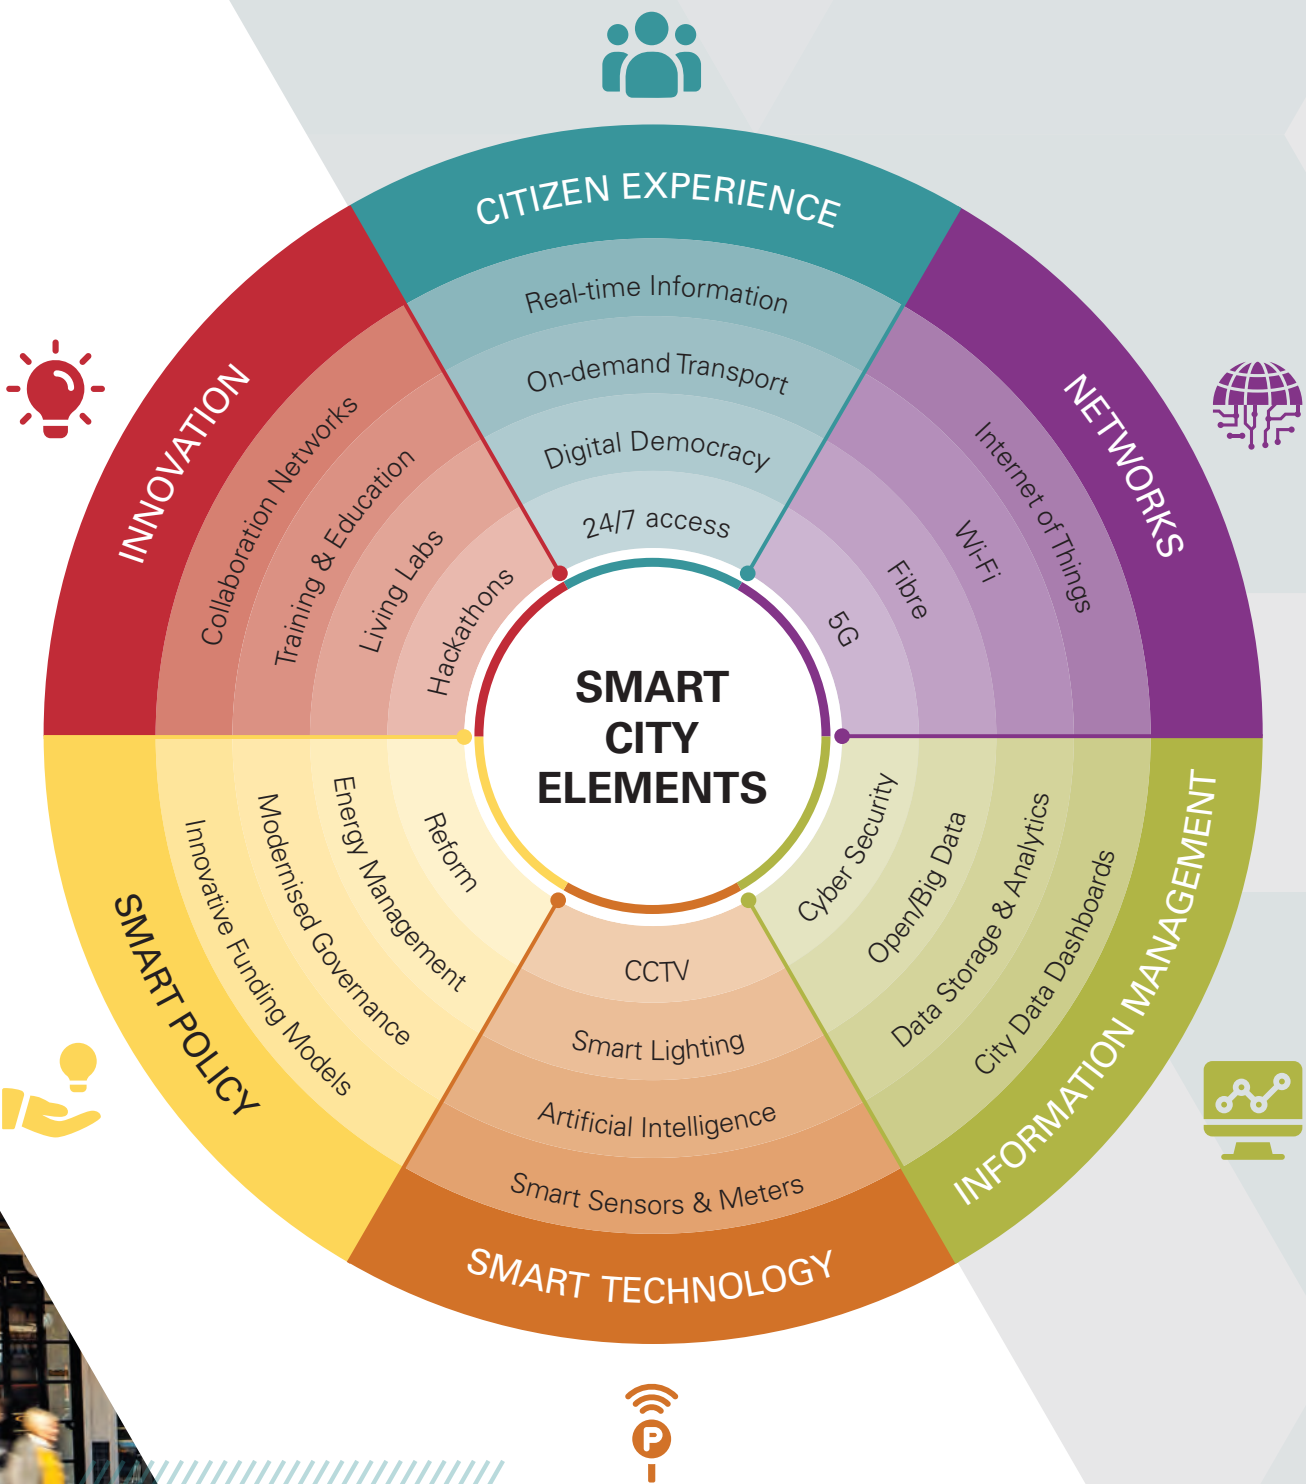 CITIZEN EXPERIENCE
Real-time Information
On-demand Transport
Digital Democracy
24/7 access
NETWORKS
Internet of Things
Wi-Fi
Fibre
5G
INFORMATION MANAGEMENT
City Data Dashboards
Data Storage & Analytics
Open/Big Data
Cyber Security
SMART TECHNOLOGY
Smart Sensors & Meters
Artificial Intelligence
Smart Lighting
CCTV
SMART POLICY
Innovative Funding Models
Modernised Governance
Energy Management
Reform
INNOVATION
Collaboration Networks
Training & Education
Living Labs
Hackathons
SMART
CITY
ELEMENTS
P